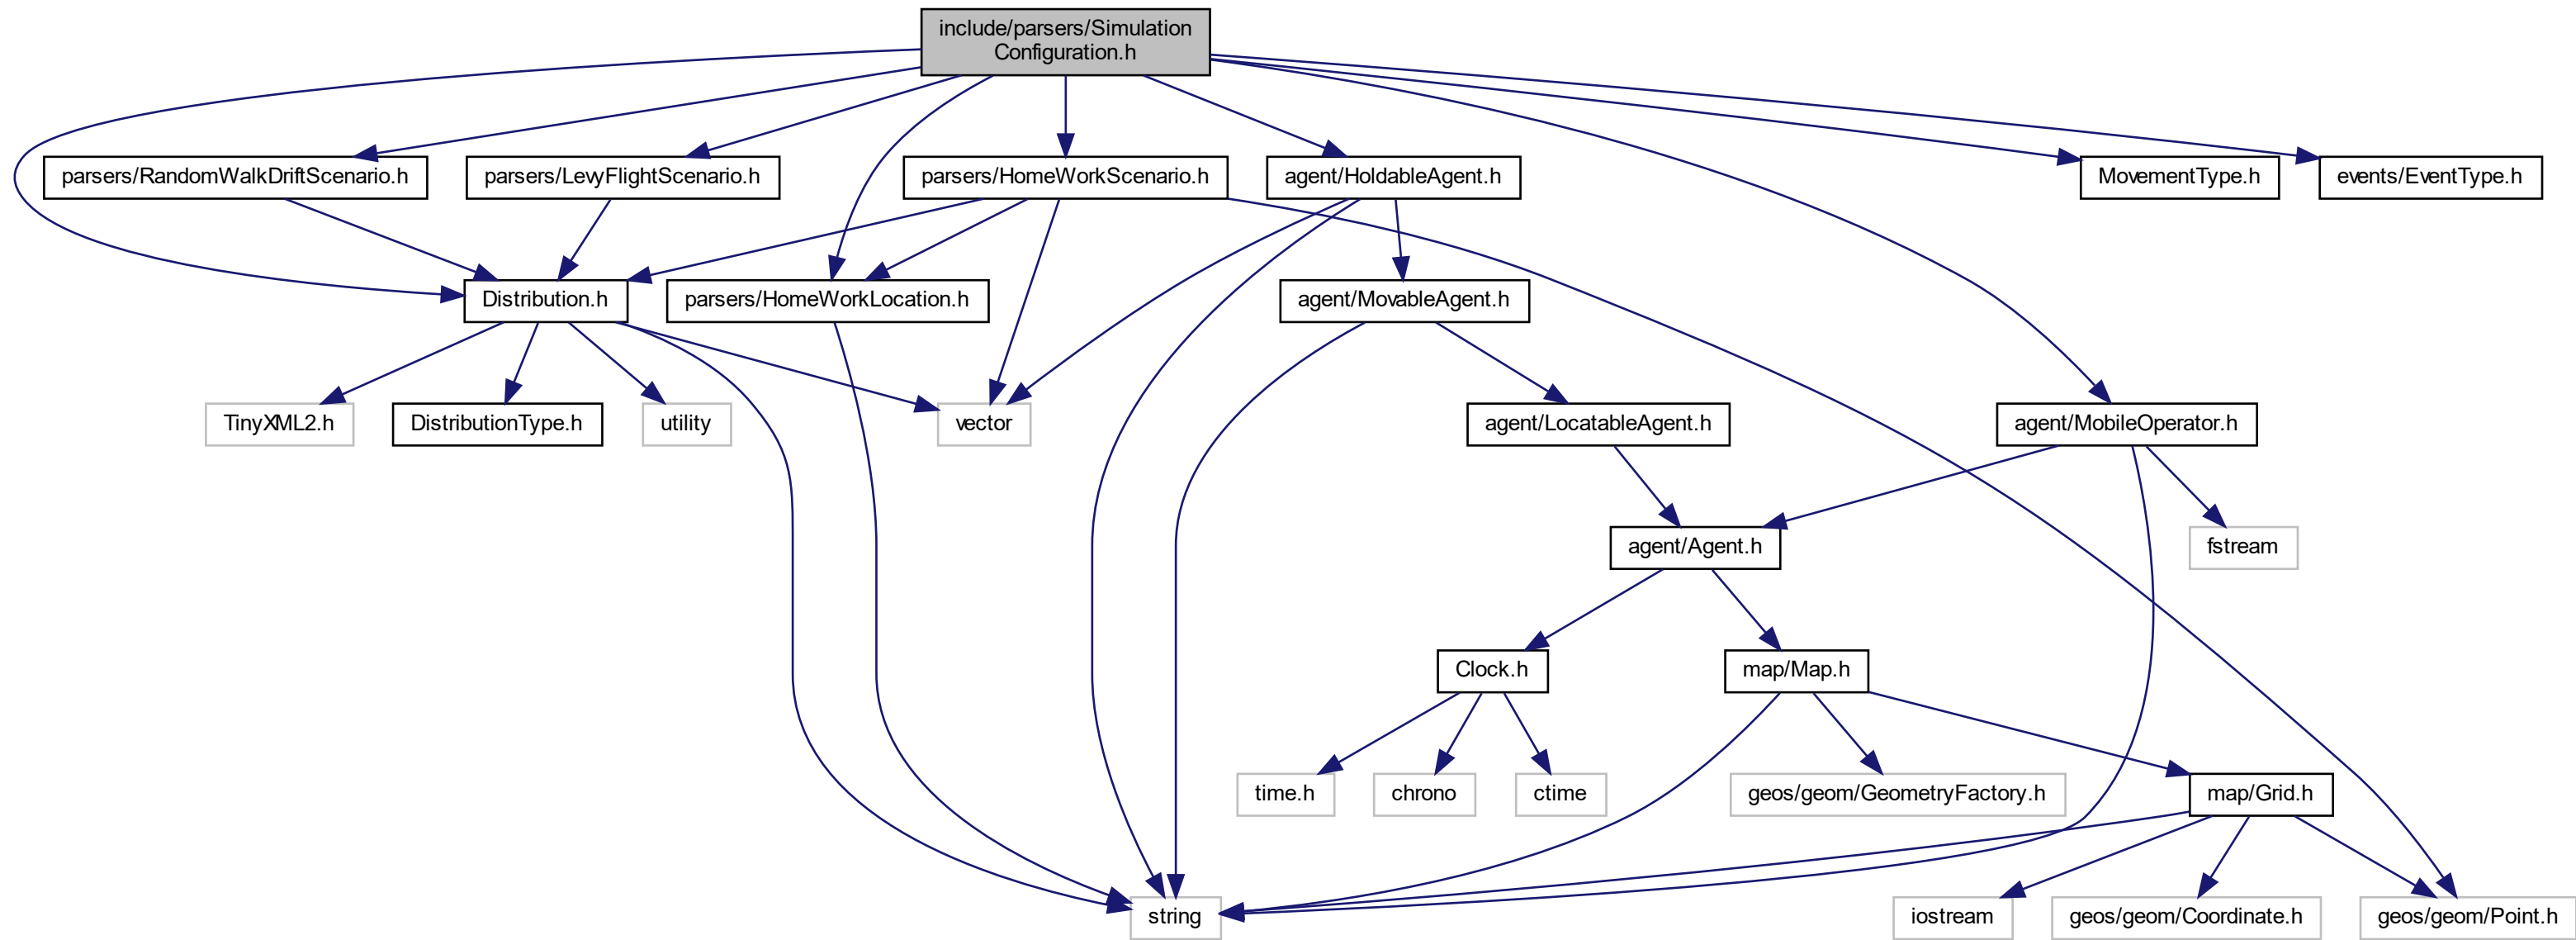 include/parsers/Simulation
Configuration.h
parsers/RandomWalkDriftScenario.h
parsers/LevyFlightScenario.h
parsers/HomeWorkScenario.h
agent/HoldableAgent.h
MovementType.h
events/EventType.h
Distribution.h
parsers/HomeWorkLocation.h
agent/MovableAgent.h
TinyXML2.h
DistributionType.h
utility
vector
agent/LocatableAgent.h
agent/MobileOperator.h
agent/Agent.h
fstream
Clock.h
map/Map.h
time.h
chrono
ctime
geos/geom/GeometryFactory.h
map/Grid.h
string
iostream
geos/geom/Coordinate.h
geos/geom/Point.h